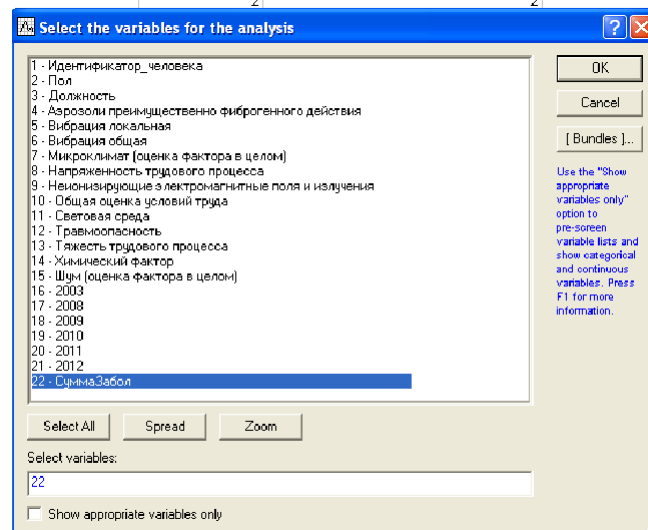 2 2
Select the variables for the analysis
1 - Идентификатор_человека
2 - Пол
3 - Должность
4 - Аэрозоли преимущественно фиброгенного действия
5 - Вибрация локальная
6 - Вибрация общая
7 - Микроклимат (оценка фактора в целом)
8 - Напряженность трудового процесса
9 - Неионизирующие электромагнитные поля и излучения
10 - Общая оценка условий труда
11 - Световая среда
12 - Травмоопасность
13 - Тяжесть трудового процесса
14 - Химический фактор
15 - Шум (оценка фактора в целом)
16 - 2003
17 - 2008
18 - 2009
19 - 2010
20 - 2011
21 - 2012
22 - СуммаЗабол
OK
Cancel
[ Bundles ]...
Use the "Show
appropriate
variables only"
option to
pre-screen
variable lists and
show categorical
and continuous
variables. Press
F1 for more
information.
Select All Spread Zoom
Select variables:
22
Show appropriate variables only